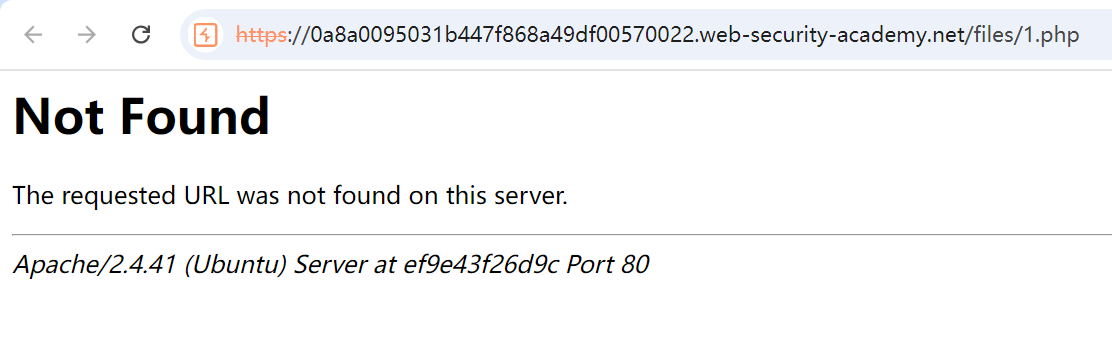 https://0a8a0095031b447f868a49df00570022.web-security-academy.net/files/1.php
Not Found
The requested URL was not found on this server.
Apache/2.4.41 (Ubuntu) Server at ef9e43f26d9c Port 80